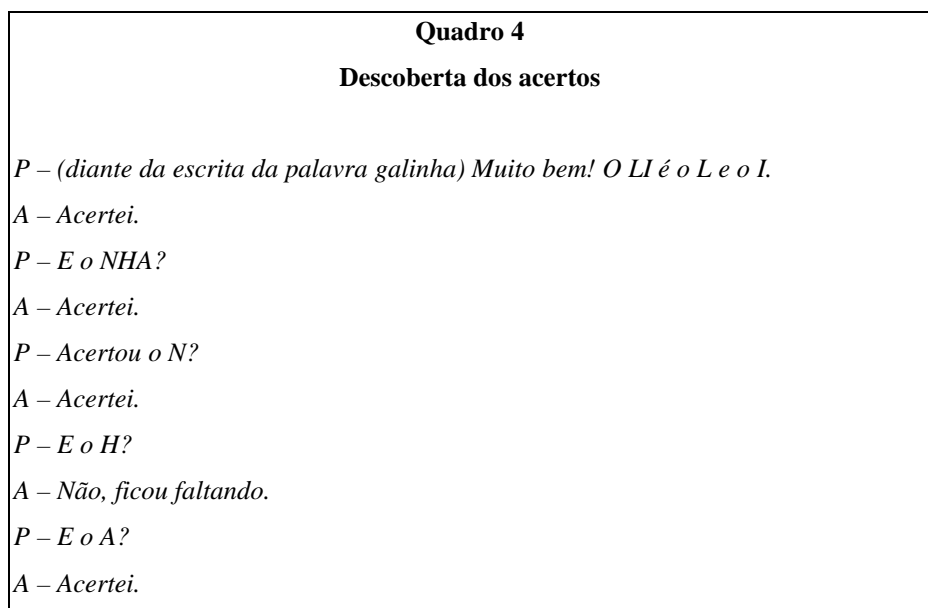 Quadro 4
Descoberta dos acertos
P – (diante da escrita da palavra galinha) Muito bem! O LI é o L e o I.
A – Acertei.
P – E o NHA?
A – Acertei.
P – Acertou o N?
A – Acertei.
P – E o H?
A – Não, ficou faltando.
P – E o A?
A – Acertei.